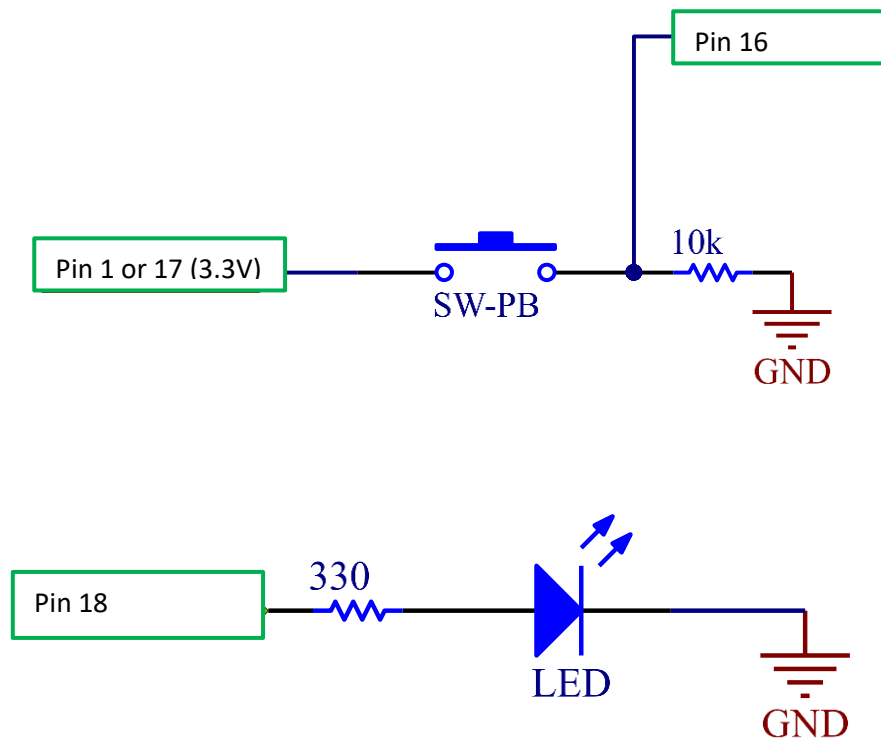 Pin 16
Pin 1 or 17 (3.3V)
10k
SW-PB
GND
330
Pin 18
LED
GND